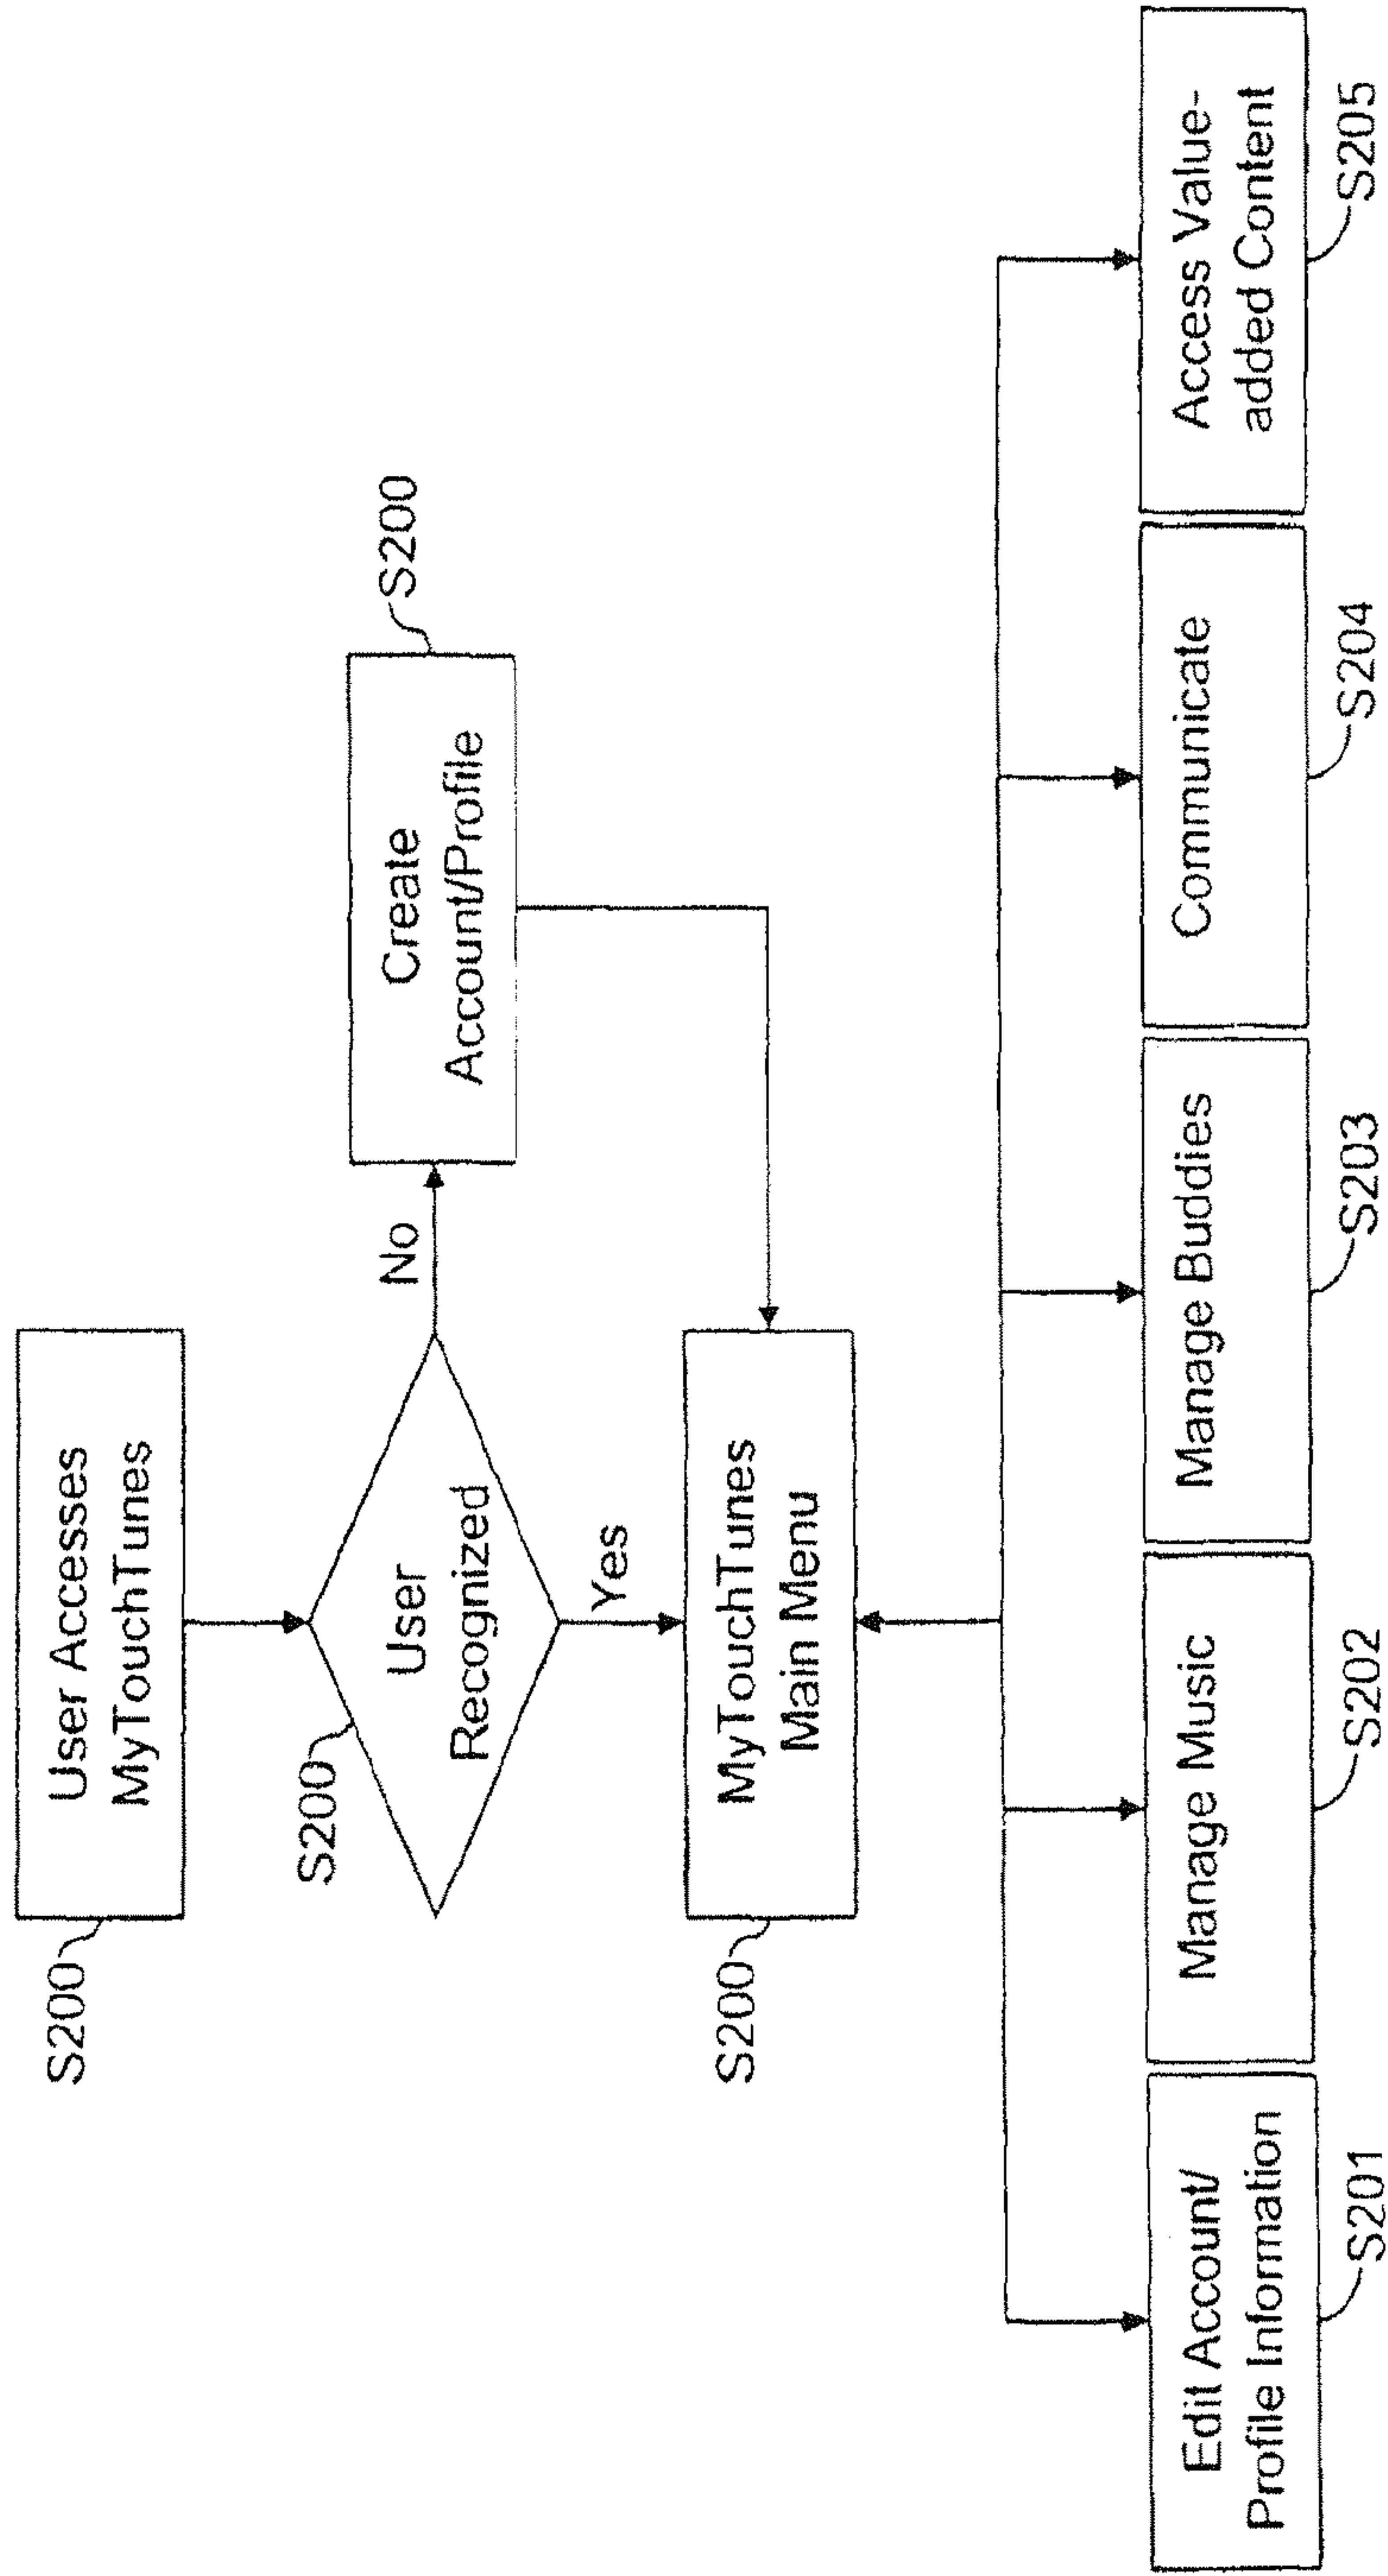 User Accesses
MyTouchTunes
S200
User
Recognized
S200
No
Create
Account/Profile
S200
Yes
MyTouchTunes
Main Menu
S200
Edit Account/
Profile Information
S201
Manage Music
S202
Manage Buddies
S203
Communicate
S204
Access Value-
added Content
S205